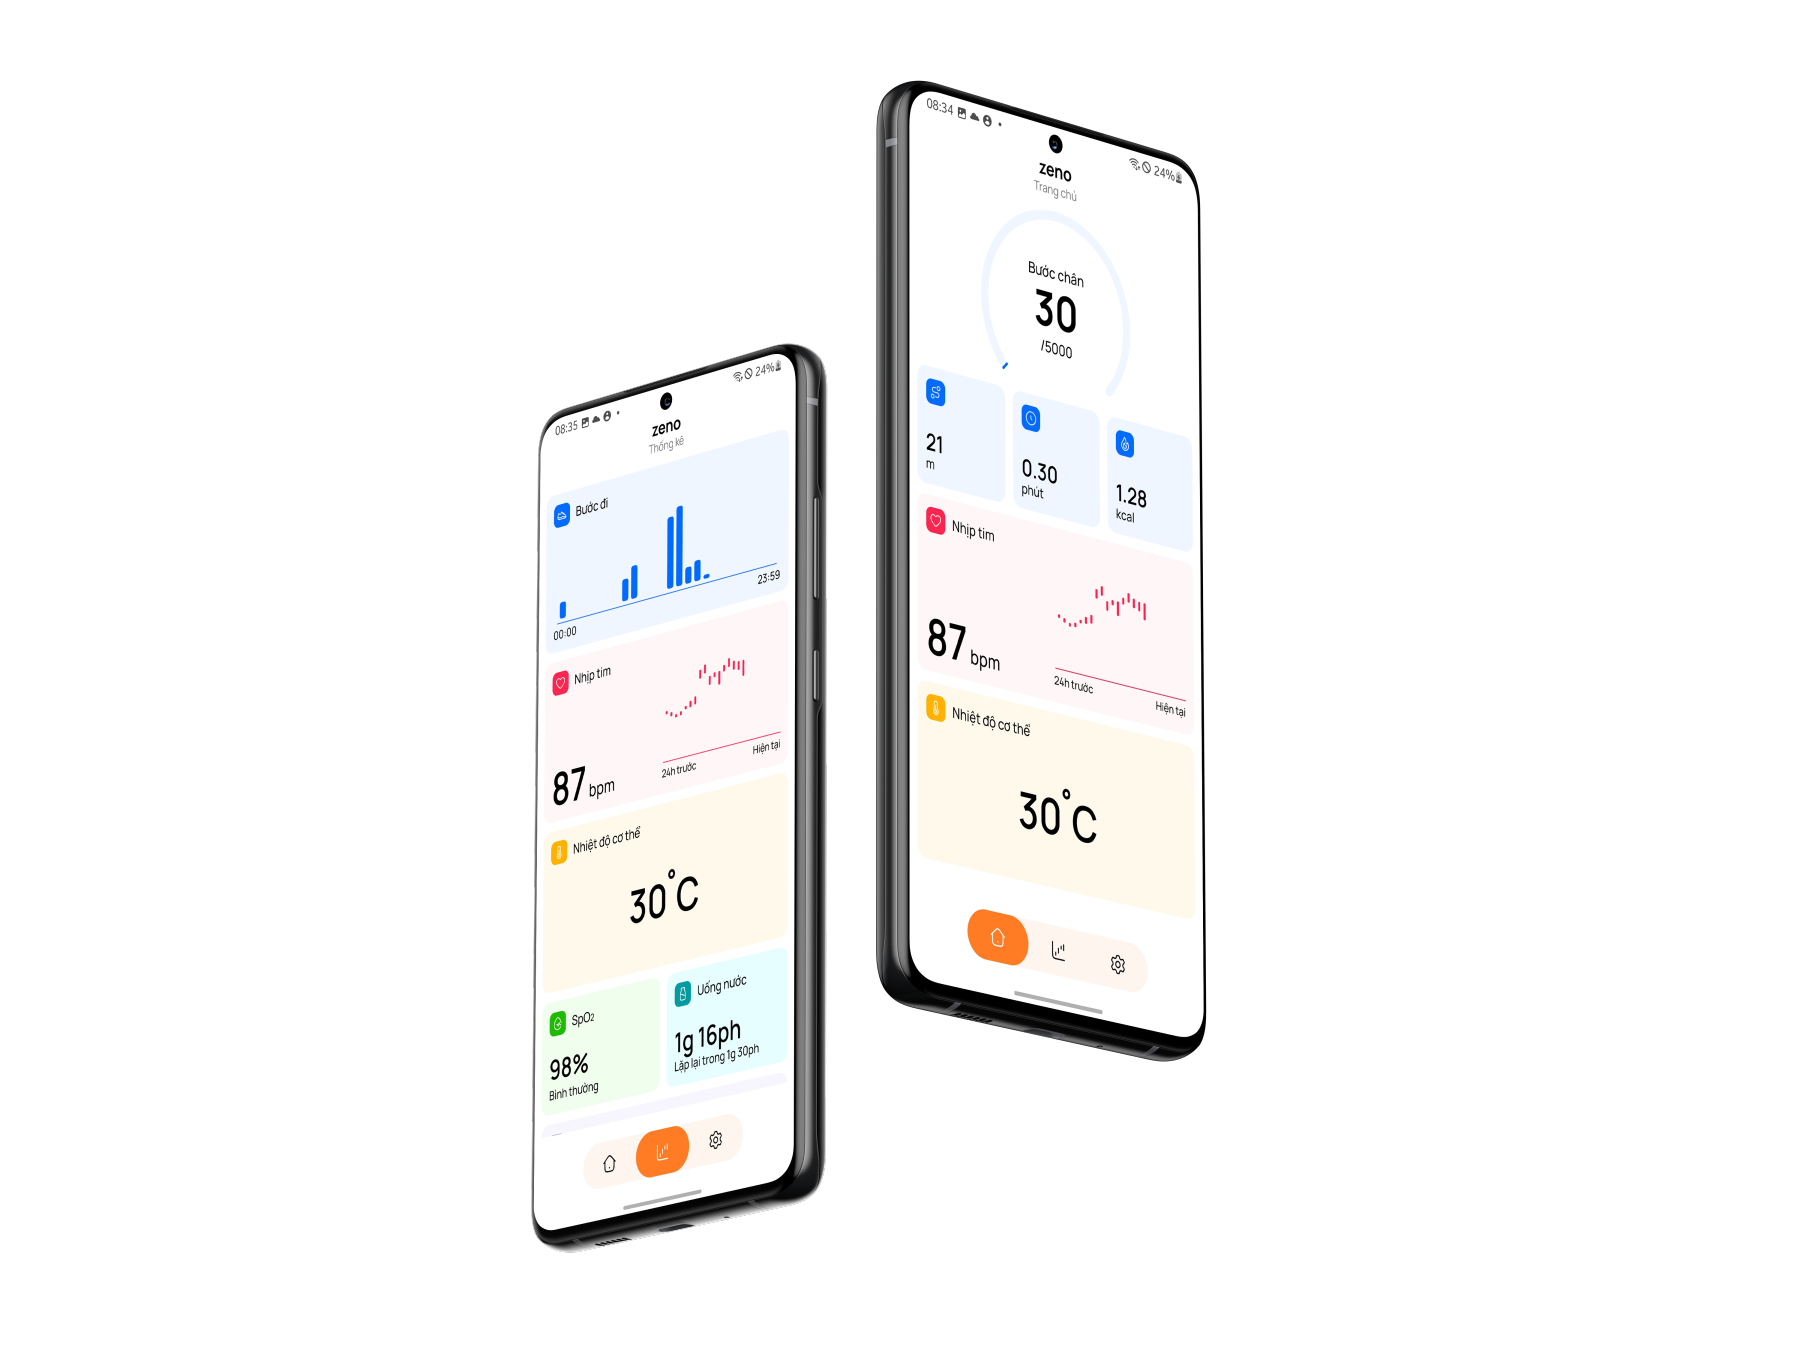 08:35
24%
zeno
Thống kê
Bước đi
00:00
23:59
Nhịp tim
87 bpm
24h trước
Hiện tại
Nhiệt độ cơ thể
30°C
SpO2
98%
Bình thường
Uống nước
1g 16ph
Lặp lại trong 1g 30ph
08:34
24%
zeno
Trang chủ
Bước chân
30
/5000
21
m
0.30
phút
1.28
kcal
Nhịp tim
87 bpm
24h trước
Hiện tại
Nhiệt độ cơ thể
30°C